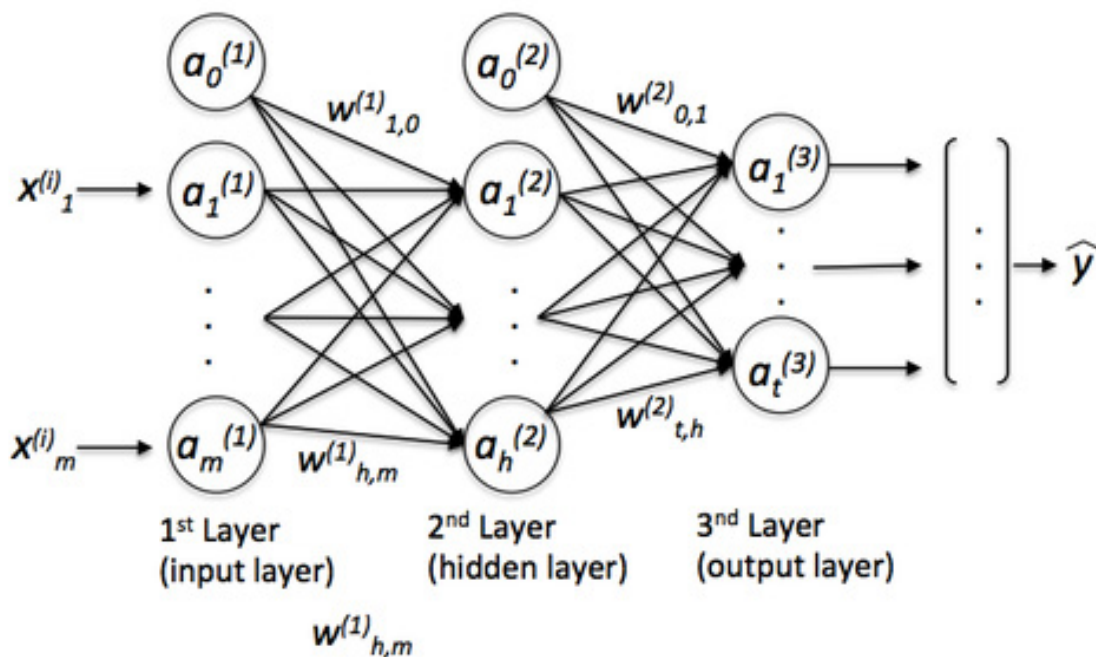 a₀⁽¹⁾ a₀⁽²⁾
w⁽¹⁾₁,₀ w⁽²⁾₀,₁
x⁽ⁱ⁾₁ a₁⁽¹⁾ a₁⁽²⁾ a₁⁽³⁾
ŷ
x⁽ⁱ⁾ₘ aₘ⁽¹⁾ aₕ⁽²⁾ aₜ⁽³⁾
w⁽¹⁾ₕ,ₘ w⁽²⁾ₜ,ₕ
1ˢᵗ Layer 2ⁿᵈ Layer 3ⁿᵈ Layer
(input layer) (hidden layer) (output layer)
w⁽¹⁾ₕ,ₘ